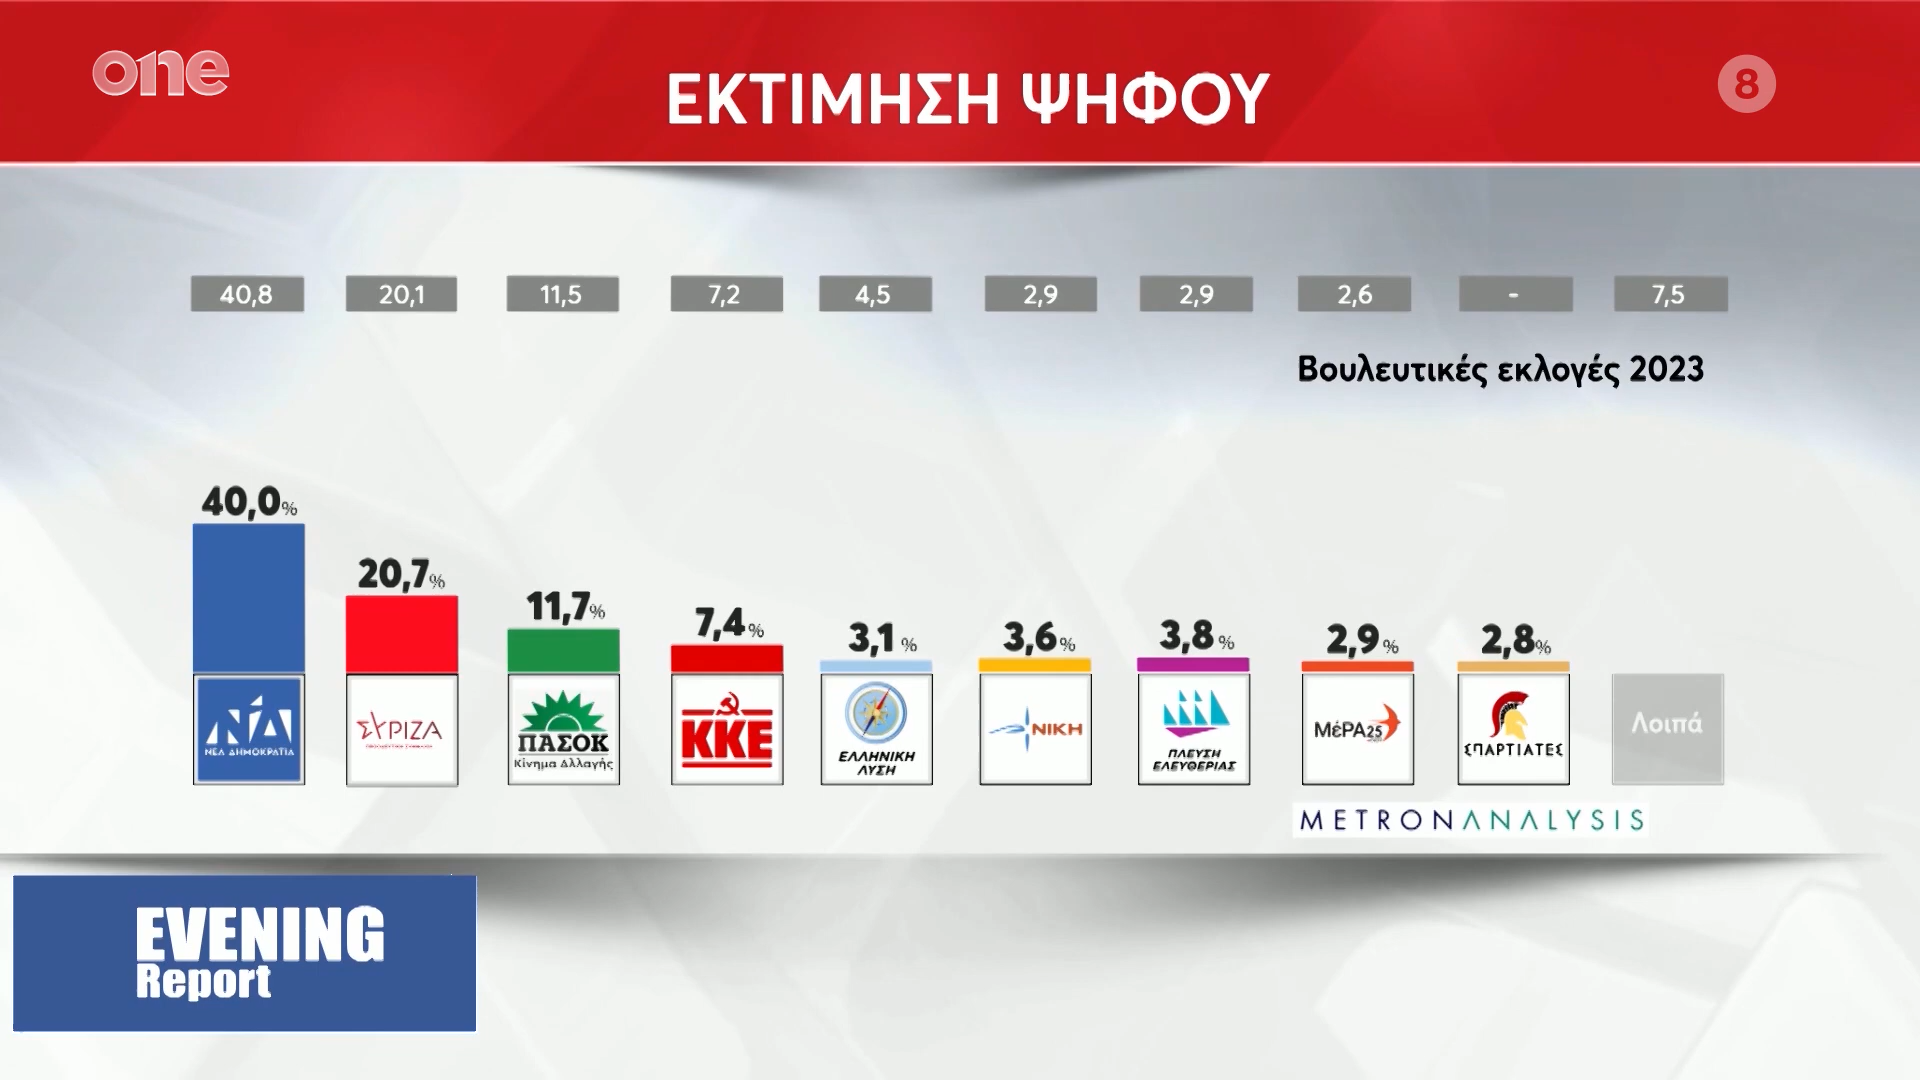 one
ΕΚΤΙΜΗΣΗ ΨΗΦΟΥ
8
40,8 20,1 11,5 7,2 4,5 2,9 2,9 2,6 - 7,5
Βουλευτικές εκλογές 2023
40,0% 20,7% 11,7% 7,4% 3,1% 3,6% 3,8% 2,9% 2,8%
ΝΔ
ΝΕΑ ΔΗΜΟΚΡΑΤΙΑ
ΣΥΡΙΖΑ
ΠΑΣΟΚ
Κίνημα Αλλαγής
ΚΚΕ
ΕΛΛΗΝΙΚΗ
ΛΥΣΗ
ΝΙΚΗ
ΠΛΕΥΣΗ
ΕΛΕΥΘΕΡΙΑΣ
ΜέΡΑ25
ΣΠΑΡΤΙΑΤΕΣ
Λοιπά
METRON ANALYSIS
EVENING
Report